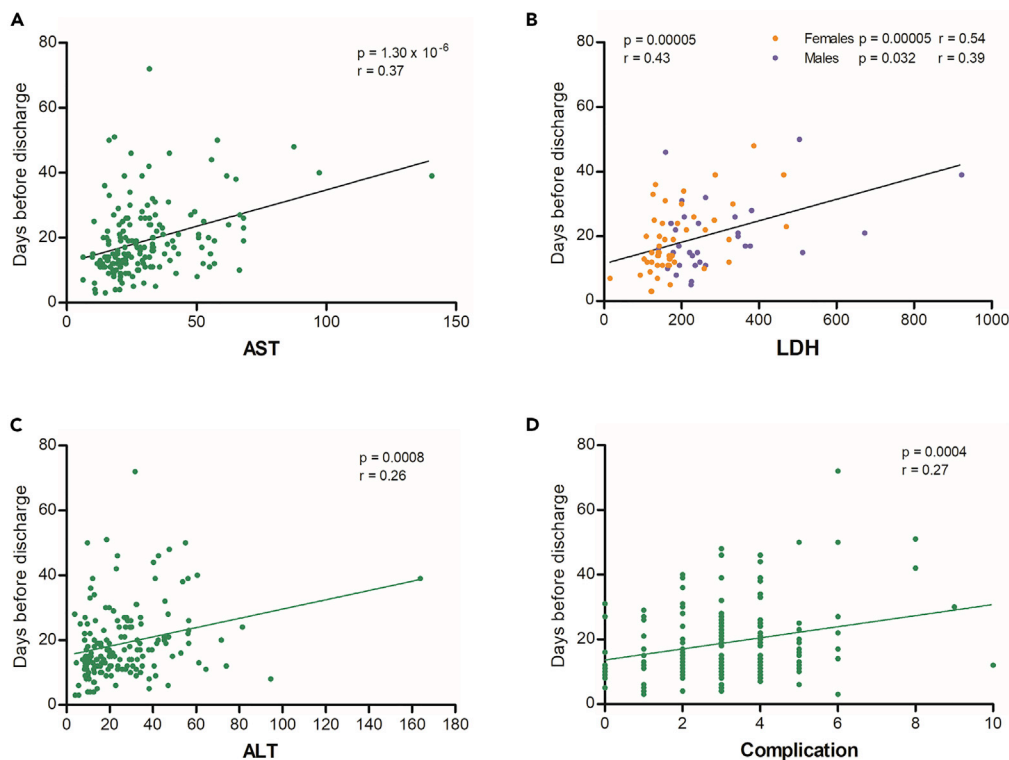 A
p = 1.30 x 10-6
r = 0.37
Days before discharge
80
60
40
20
0
0 50 100 150
AST
B
p = 0.00005
r = 0.43
Females p = 0.00005 r = 0.54
Males p = 0.032 r = 0.39
Days before discharge
80
60
40
20
0
0 200 400 600 800 1000
LDH
C
p = 0.0008
r = 0.26
Days before discharge
80
60
40
20
0
0 20 40 60 80 100 120 140 160 180
ALT
D
p = 0.0004
r = 0.27
Days before discharge
80
60
40
20
0
0 2 4 6 8 10
Complication